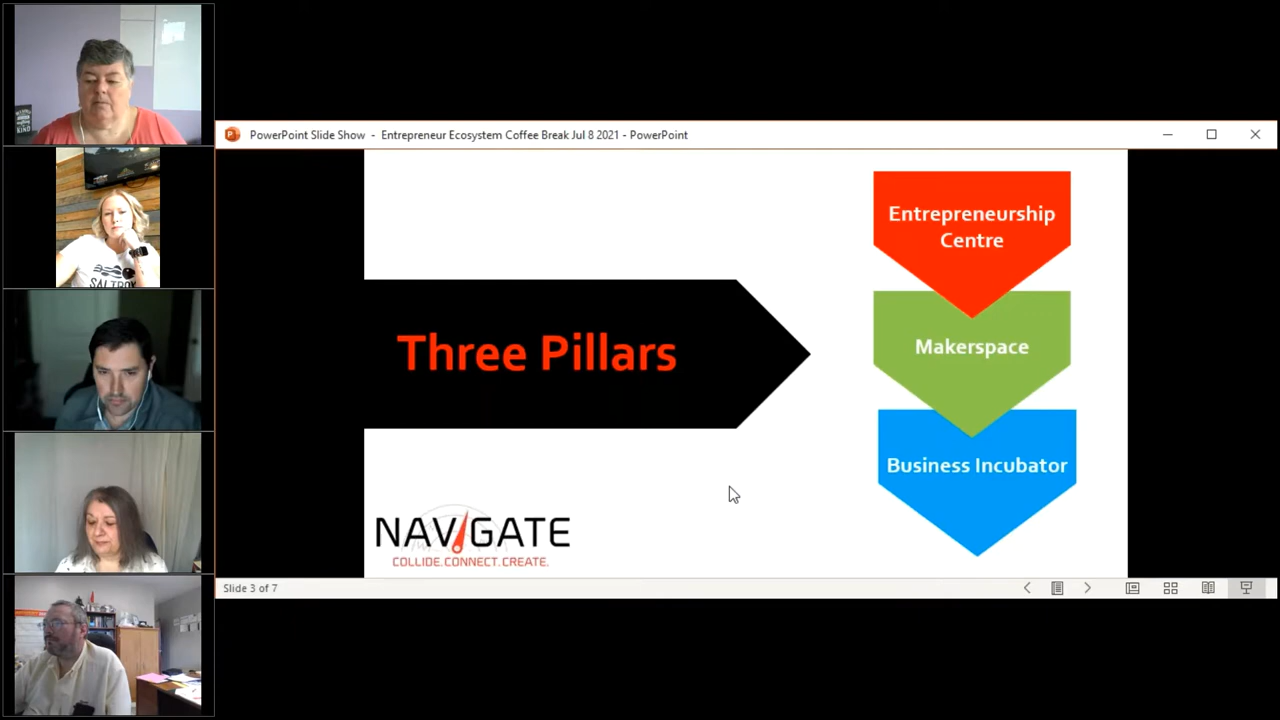 PowerPoint Slide Show - Entrepreneur Ecosystem Coffee Break Jul 8 2021 - PowerPoint
Entrepreneurship
Centre
Three Pillars
Makerspace
Business Incubator
NAVIGATE
COLLIDE.CONNECT.CREATE.
Slide 3 of 7
KIND